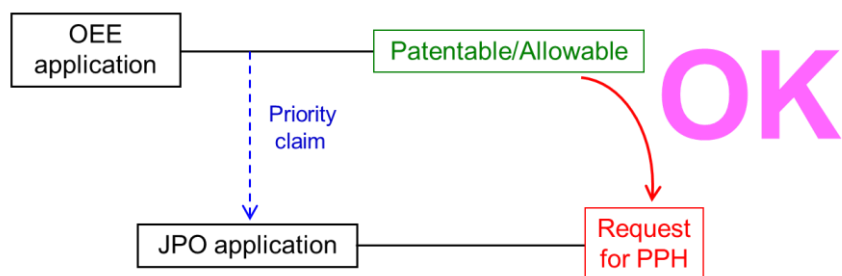 OEE
application
Patentable/Allowable
OK
Priority
claim
JPO application
Request
for PPH